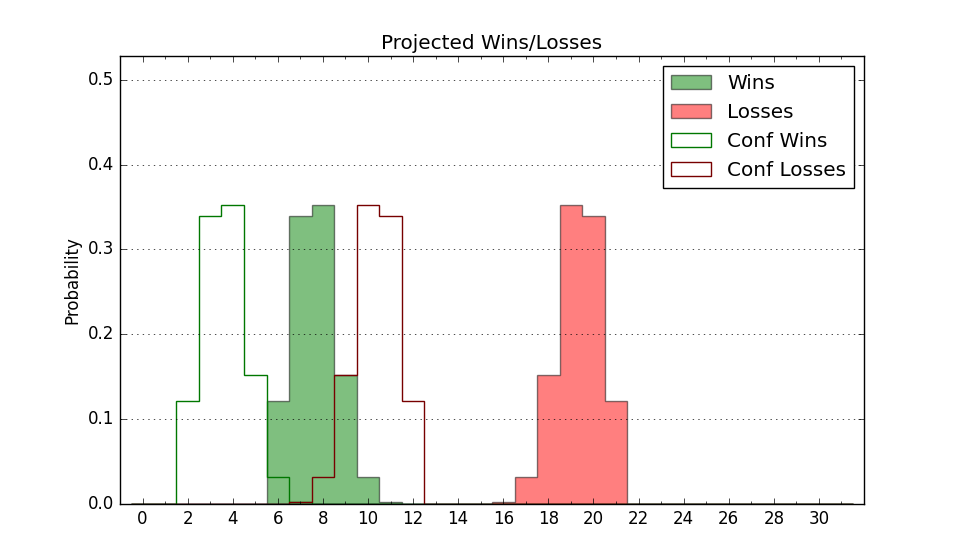 Projected Wins/Losses
Wins
Losses
Conf Wins
Conf Losses
Probability
0.5
0.4
0.3
0.2
0.1
0.0
0 2 4 6 8 10 12 14 16 18 20 22 24 26 28 30